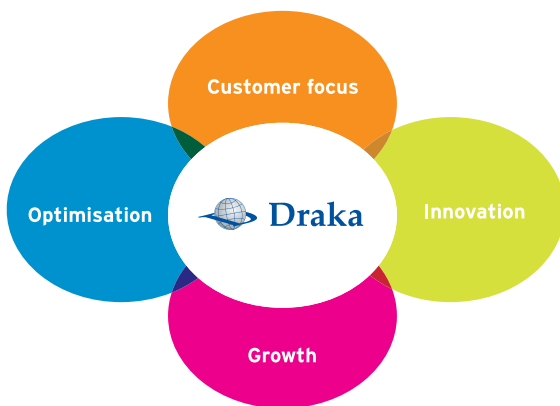 Customer focus
Optimisation
Draka
Innovation
Growth